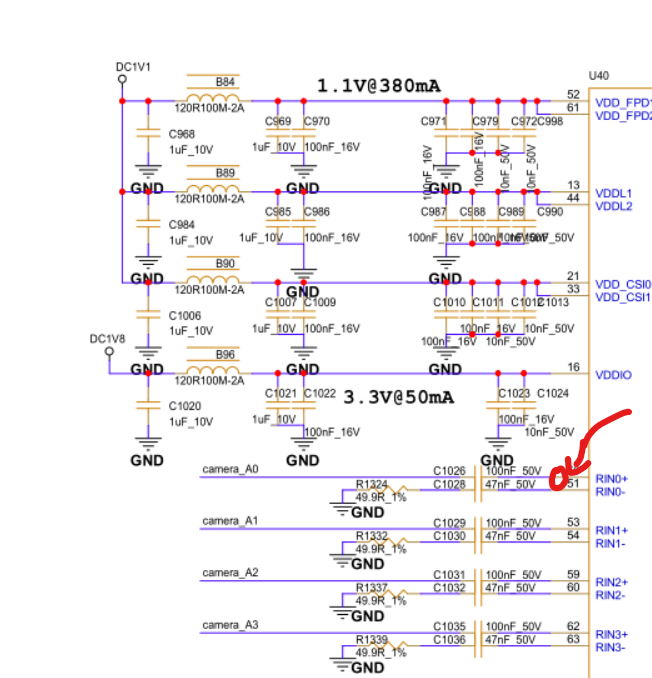 DC1V1
B84
1.1V@380mA
U40
120R100M-2A
52 VDD_FPD1
61 VDD_FPD2
C968
1uF_10V
C969 C970
1uF_10V 100nF_16V
C971 C979 C972 C998
100nF_16V 100nF_16V 10nF_50V
GND GND GND
B89
120R100M-2A
13 VDDL1
44 VDDL2
C984
1uF_10V
C985 C986
1uF_10V 100nF_16V
C987 C988 C989 C990
100nF_16V
GND GND GND
B90
120R100M-2A
21 VDD_CSI0
33 VDD_CSI1
C1006
1uF_10V
C1007 C1009
1uF_10V 100nF_16V
C1010 C1011 C1012 C1013
100nF_16V 100nF_16V 10nF_50V
DC1V8
GND GND GND
B96
120R100M-2A
16 VDDIO
3.3V@50mA
C1020
1uF_10V
C1021 C1022
1uF_10V 100nF_16V
C1023 C1024
100nF_16V 10nF_50V
GND GND GND
camera_A0 C1026 100nF_50V RIN0+
R1324 C1028 47nF_50V 51 RIN0-
49.9R_1%
GND
camera_A1 C1029 100nF_50V 53 RIN1+
R1332 C1030 47nF_50V 54 RIN1-
49.9R_1%
GND
camera_A2 C1031 100nF_50V 59 RIN2+
R1337 C1032 47nF_50V 60 RIN2-
49.9R_1%
GND
camera_A3 C1035 100nF_50V 62 RIN3+
R1339 C1036 47nF_50V 63 RIN3-
49.9R_1%
GND